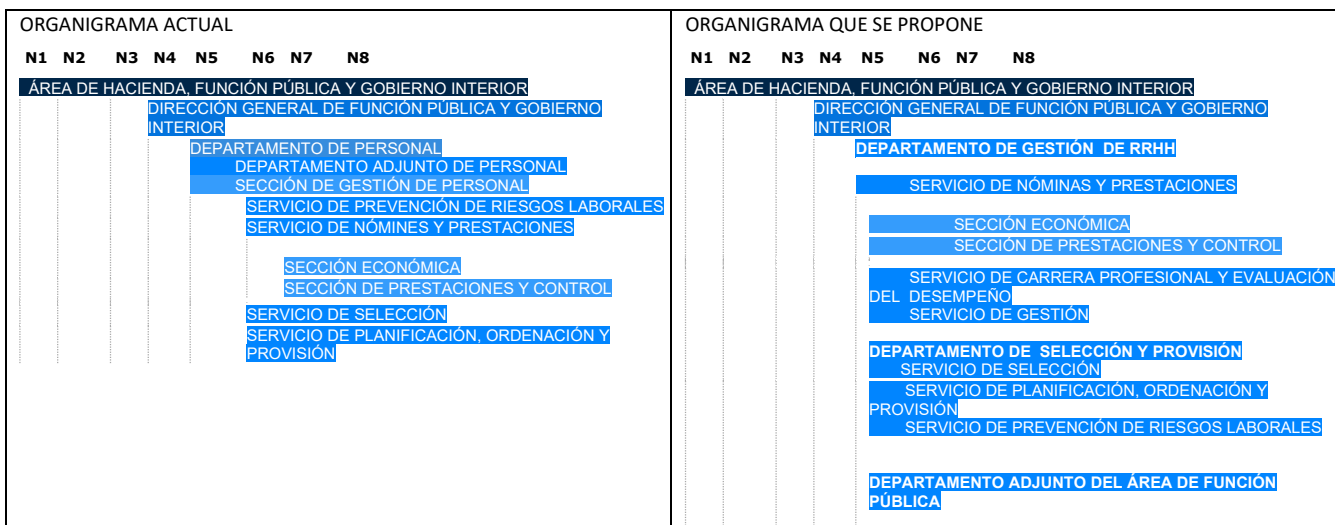 ORGANIGRAMA ACTUAL
N1 N2 N3 N4 N5 N6 N7 N8
ÁREA DE HACIENDA, FUNCIÓN PÚBLICA Y GOBIERNO INTERIOR
DIRECCIÓN GENERAL DE FUNCIÓN PÚBLICA Y GOBIERNO
INTERIOR
DEPARTAMENTO DE PERSONAL
DEPARTAMENTO ADJUNTO DE PERSONAL
SECCIÓN DE GESTIÓN DE PERSONAL
SERVICIO DE PREVENCIÓN DE RIESGOS LABORALES
SERVICIO DE NÓMINES Y PRESTACIONES
SECCIÓN ECONÓMICA
SECCIÓN DE PRESTACIONES Y CONTROL
SERVICIO DE SELECCIÓN
SERVICIO DE PLANIFICACIÓN, ORDENACIÓN Y
PROVISIÓN
ORGANIGRAMA QUE SE PROPONE
N1 N2 N3 N4 N5 N6 N7 N8
ÁREA DE HACIENDA, FUNCIÓN PÚBLICA Y GOBIERNO INTERIOR
DIRECCIÓN GENERAL DE FUNCIÓN PÚBLICA Y GOBIERNO
INTERIOR
DEPARTAMENTO DE GESTIÓN DE RRHH
SERVICIO DE NÓMINAS Y PRESTACIONES
SECCIÓN ECONÓMICA
SECCIÓN DE PRESTACIONES Y CONTROL
SERVICIO DE CARRERA PROFESIONAL Y EVALUACIÓN
DEL DESEMPEÑO
SERVICIO DE GESTIÓN
DEPARTAMENTO DE SELECCIÓN Y PROVISIÓN
SERVICIO DE SELECCIÓN
SERVICIO DE PLANIFICACIÓN, ORDENACIÓN Y
PROVISIÓN
SERVICIO DE PREVENCIÓN DE RIESGOS LABORALES
DEPARTAMENTO ADJUNTO DEL ÁREA DE FUNCIÓN
PÚBLICA